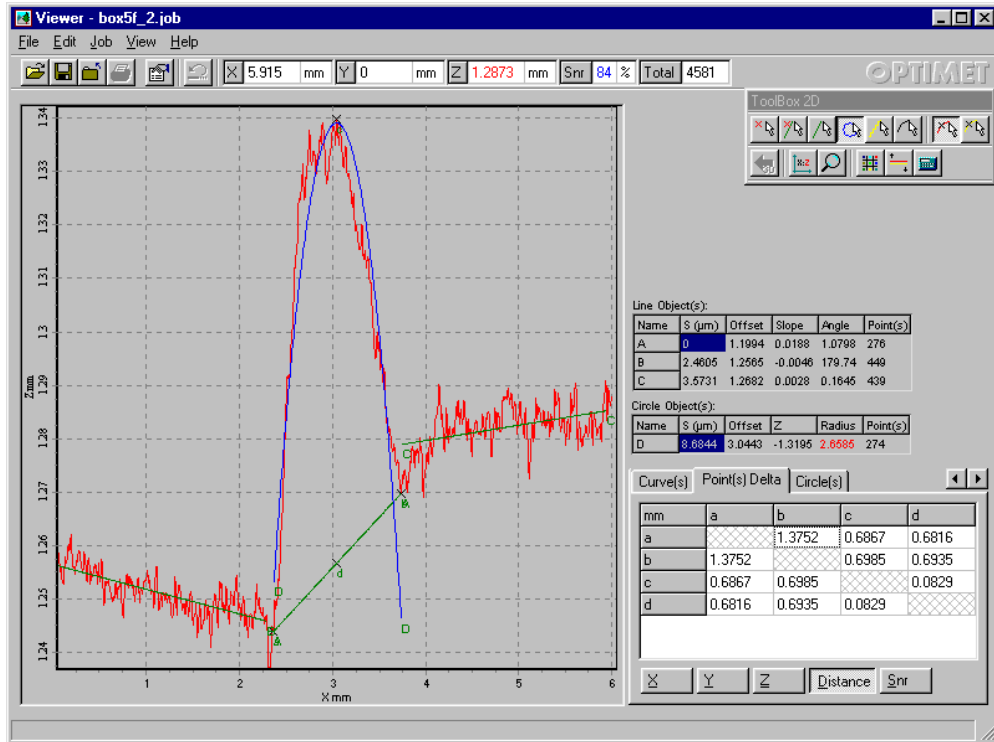 Viewer - box5f_2.job
File Edit Job View Help
X 5.915 mm Y 0 mm Z 1.2873 mm Snr 84 % Total 4581
OPTIMET
ToolBox 2D
x:z
3D
134
133
132
131
13
129
128
127
126
125
124
Z mm
D
A
d
D
C
C
1 2 3 4 5 6
X mm
Line Object(s):
Name S (µm) Offset Slope Angle Point(s)
A 0 1.1994 0.0188 1.0798 276
B 2.4605 1.2565 -0.0046 179.74 449
C 3.5731 1.2682 0.0028 0.1645 439
Circle Object(s):
Name S (µm) Offset Z Radius Point(s)
D 8.6844 3.0443 -1.3195 2.6585 274
Curve(s) Point(s) Delta Circle(s)
mm a b c d
a 1.3752 0.6867 0.6816
b 1.3752 0.6985 0.6935
c 0.6867 0.6985 0.0829
d 0.6816 0.6935 0.0829
X Y Z Distance Snr